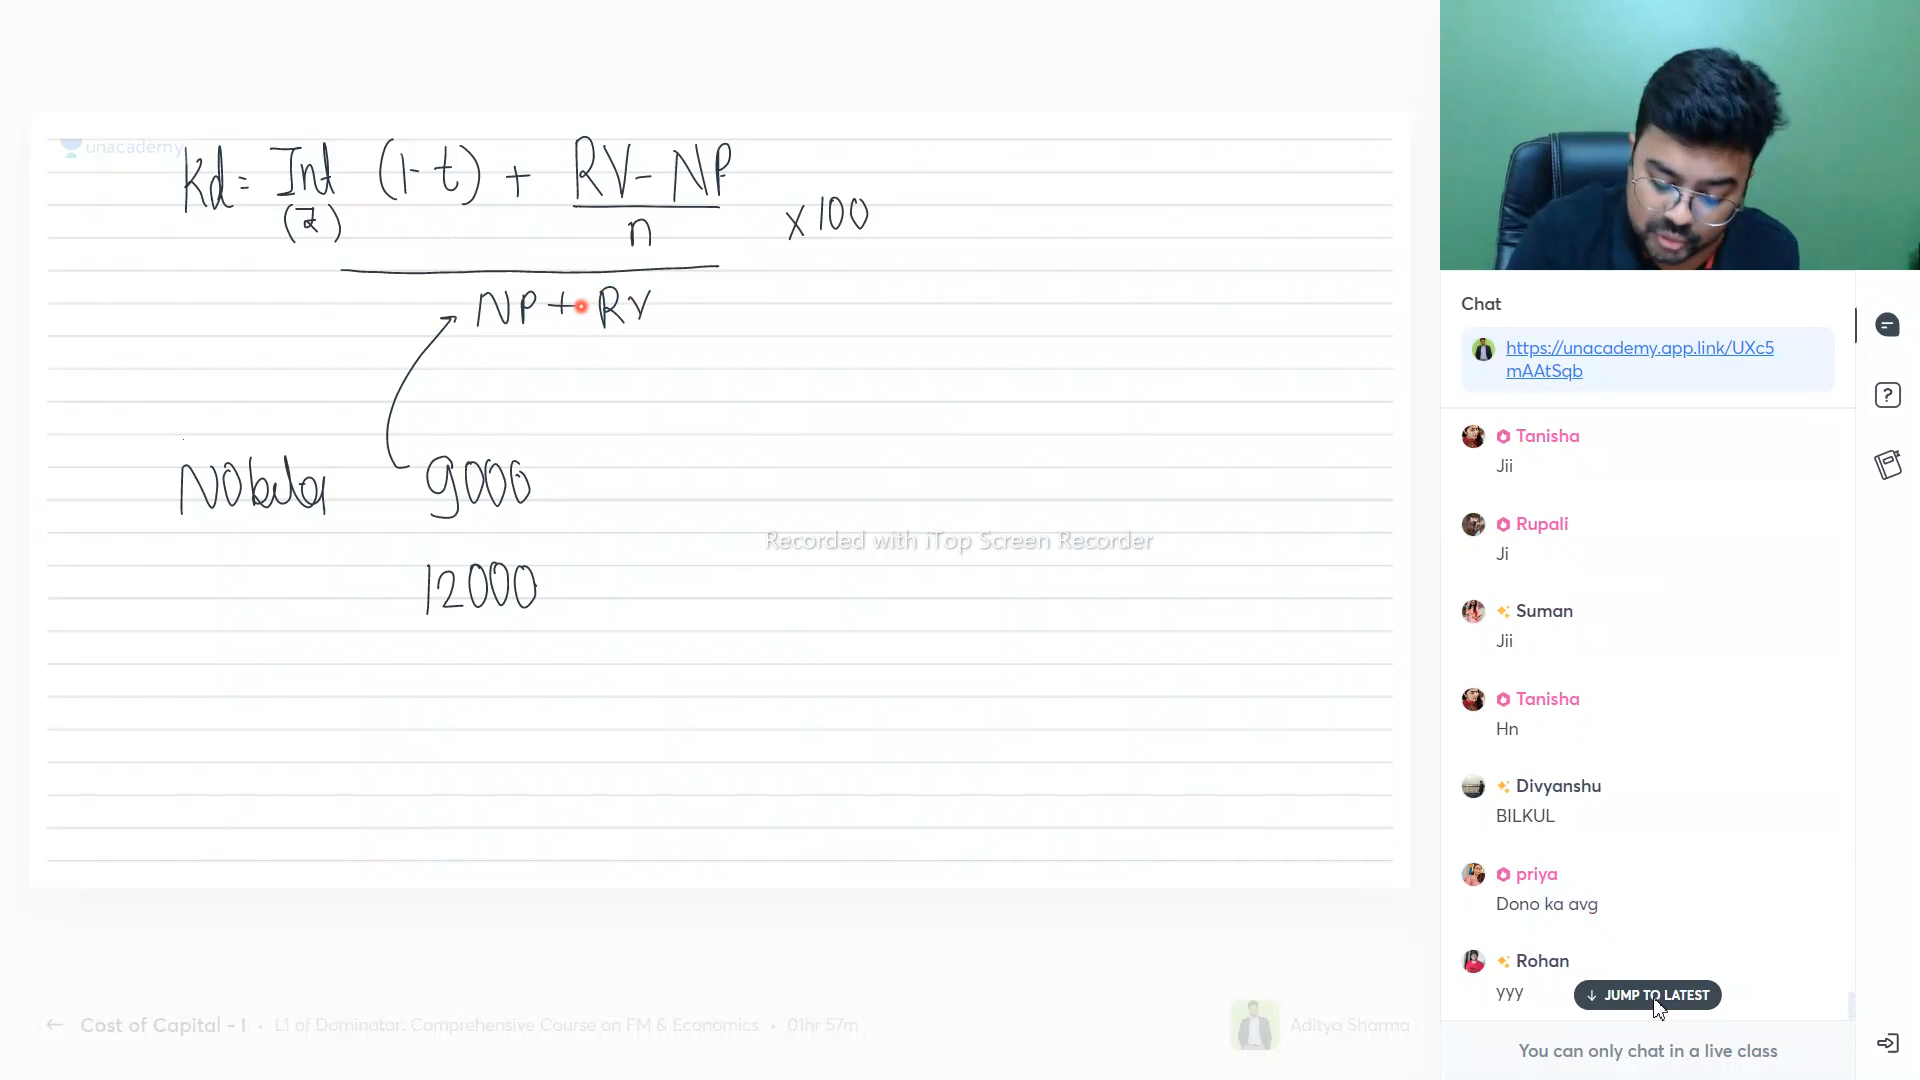 unacademy
Kd = Int (1-t) + RV - NP
(₹)
n
x 100
NP + RV
9000
12000
Recorded with iTop Screen Recorder
Cost of Capital - I • L1 of Dominator: Comprehensive Course on FM & Economics • 01hr 57m
Aditya Sharma
Chat
https://unacademy.app.link/UXc5
mAAtSqb
Tanisha
Jii
Rupali
Ji
Suman
Jii
Tanisha
Hn
Divyanshu
BILKUL
priya
Dono ka avg
Rohan
yyy
↓ JUMP TO LATEST
You can only chat in a live class